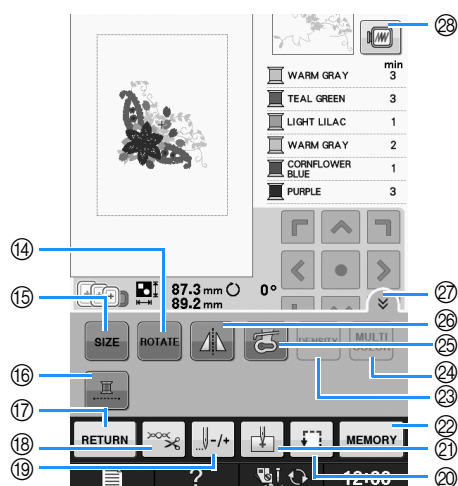 28
min
WARM GRAY 3
TEAL GREEN 3
LIGHT LILAC 1
WARM GRAY 2
CORNFLOWER
BLUE 1
PURPLE 3
14
87.3 mm 0°
89.2 mm
15
27
SIZE ROTATE DENSITY MULTI
COLOR
26
25
16
24
23
17
RETURN -/+ MEMORY
22
18
21
19
20
? 12:00